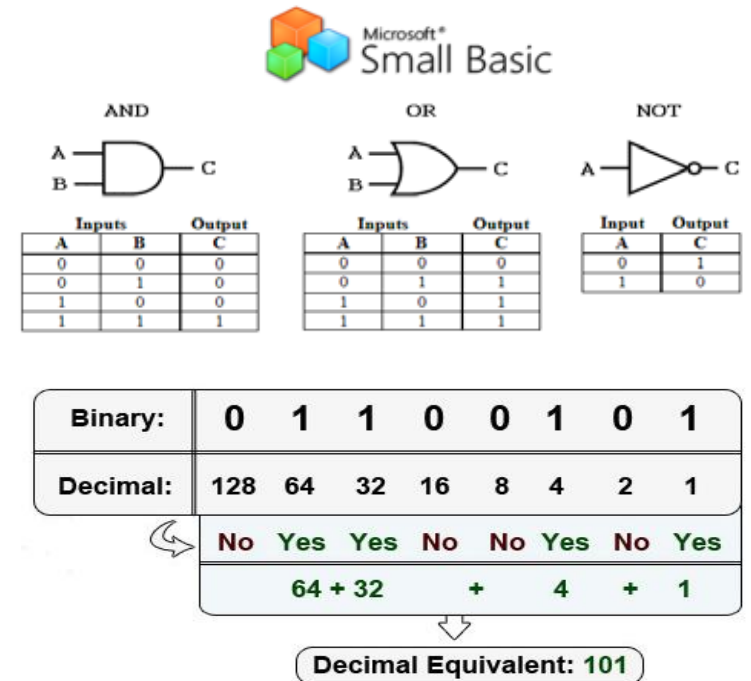 Microsoft®
Small Basic
AND OR NOT
A B C A B C A C
Inputs Output Inputs Output Input Output
A B C A B C A C
0 0 0 0 0 0 0 1
0 1 0 0 1 1 1 0
1 0 0 1 0 1
1 1 1 1 1 1
Binary: 0 1 1 0 0 1 0 1
Decimal: 128 64 32 16 8 4 2 1
No Yes Yes No No Yes No Yes
64 + 32 + 4 + 1
Decimal Equivalent: 101